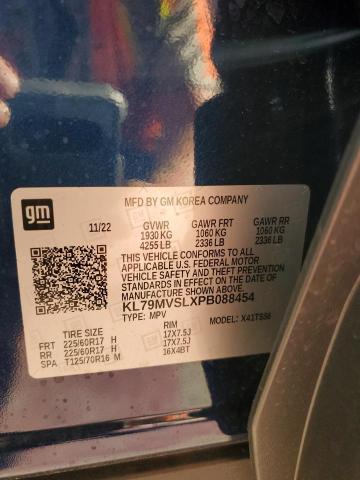 gm
MFD BY GM KOREA COMPANY
11/22 GVWR GAWR FRT GAWR RR
1930 KG 1060 KG 1060 KG
4255 LB 2336 LB 2336 LB
THIS VEHICLE CONFORMS TO ALL
APPLICABLE U.S. FEDERAL MOTOR
VEHICLE SAFETY AND THEFT PREVENTION
STANDARDS IN EFFECT ON THE DATE OF
MANUFACTURE SHOWN ABOVE.
KL79MVSLXPB088454
TYPE: MPV MODEL:
TIRE SIZE RIM
FRT 225/60R17 H 17X7.5J
RR 225/60R17 H 17X7.5J
SPA T125/70R16 M 16X4BT